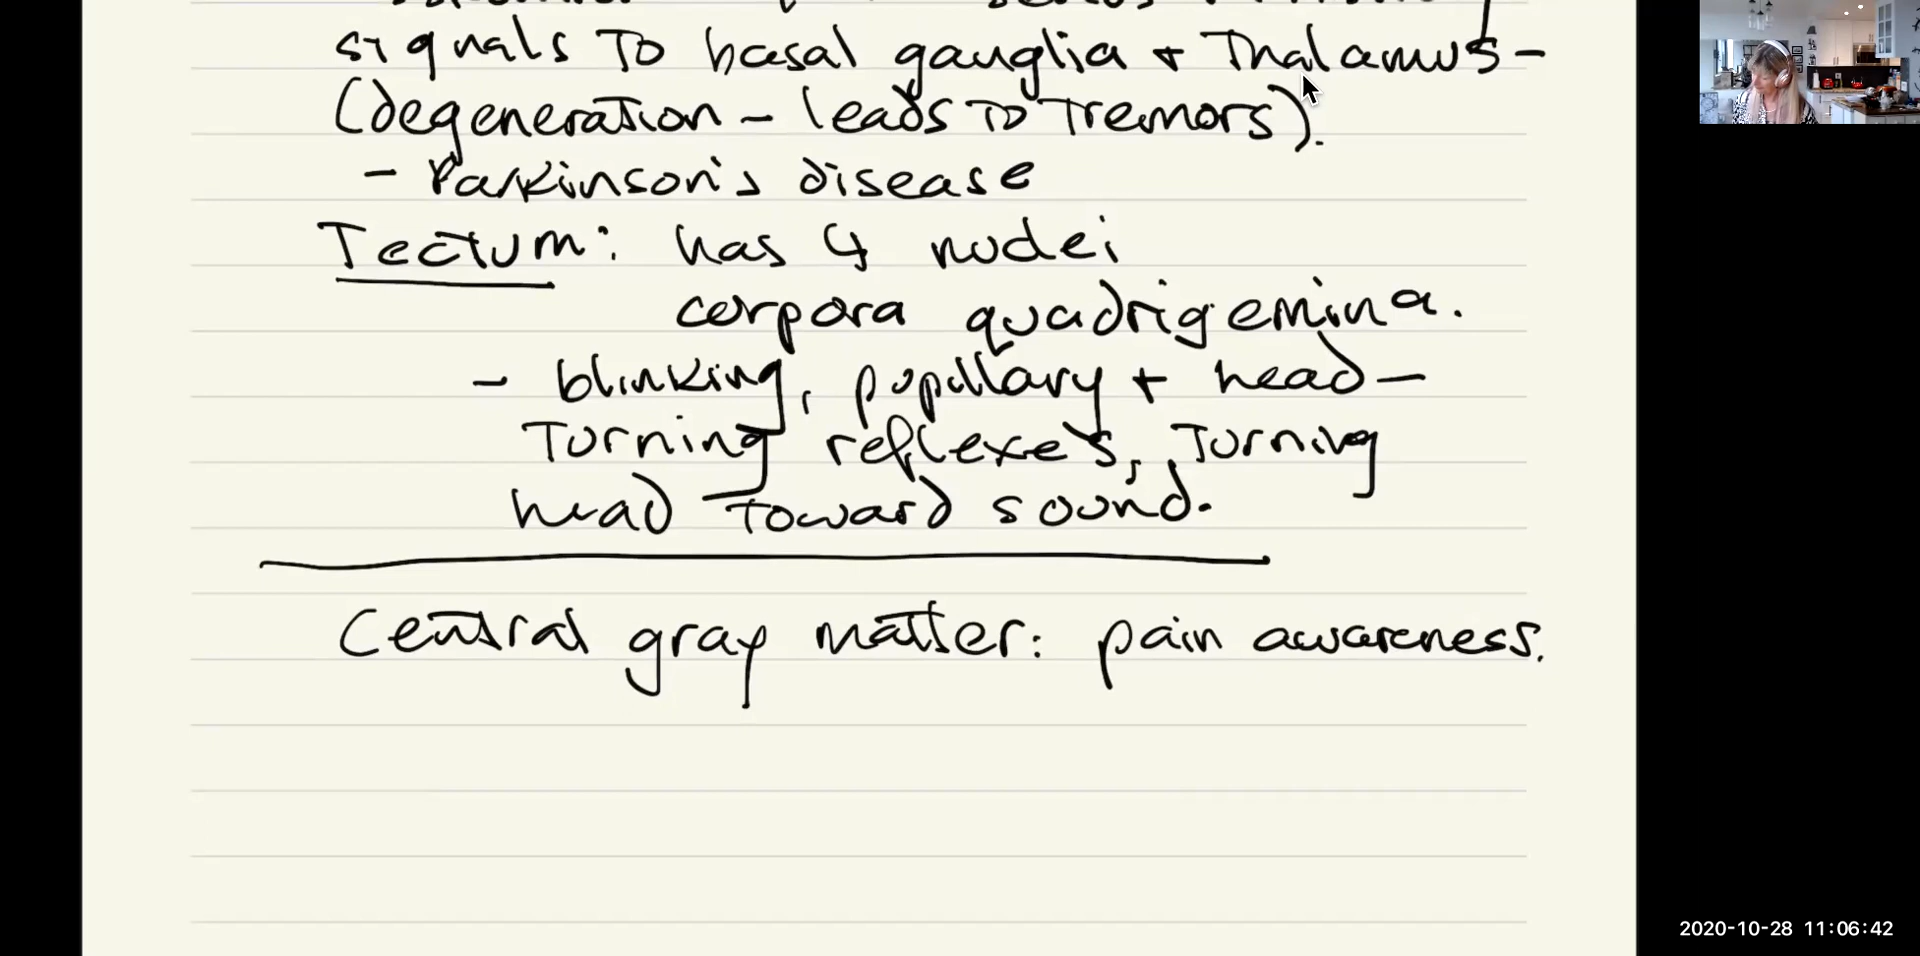 signals To basal ganglia + Thalamus -
(degeneration - leads to Tremors).
- Parkinson's disease
Tectum: has 4 nuclei
corpora quadrigemina.
- blinking, pupillary + head -
Turning reflexes, Turning
head toward sound.
Central gray matter: pain awareness.
2020-10-28 11:06:42